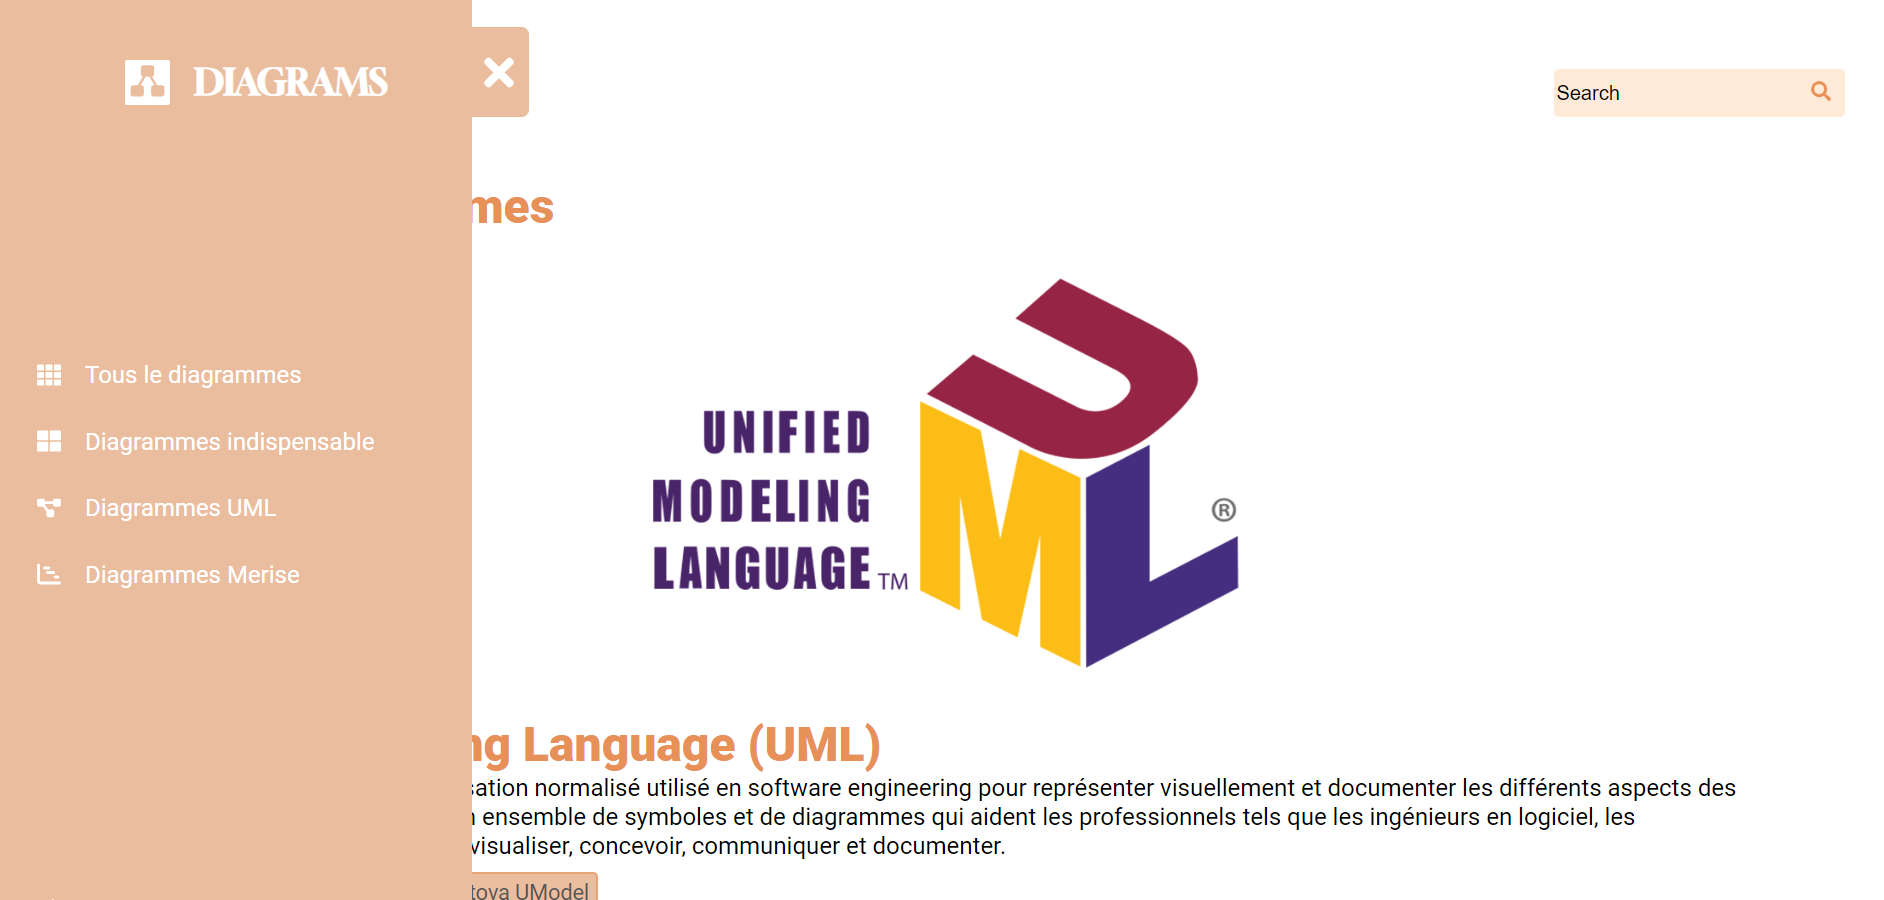 DIAGRAMS
Search
mes
Tous le diagrammes
Diagrammes indispensable
Diagrammes UML
Diagrammes Merise
UNIFIED
MODELING
LANGUAGE TM
UML ®
ng Language (UML)
sation normalisé utilisé en software engineering pour représenter visuellement et documenter les différents aspects des
n ensemble de symboles et de diagrammes qui aident les professionnels tels que les ingénieurs en logiciel, les
visualiser, concevoir, communiquer et documenter.
tova UModel